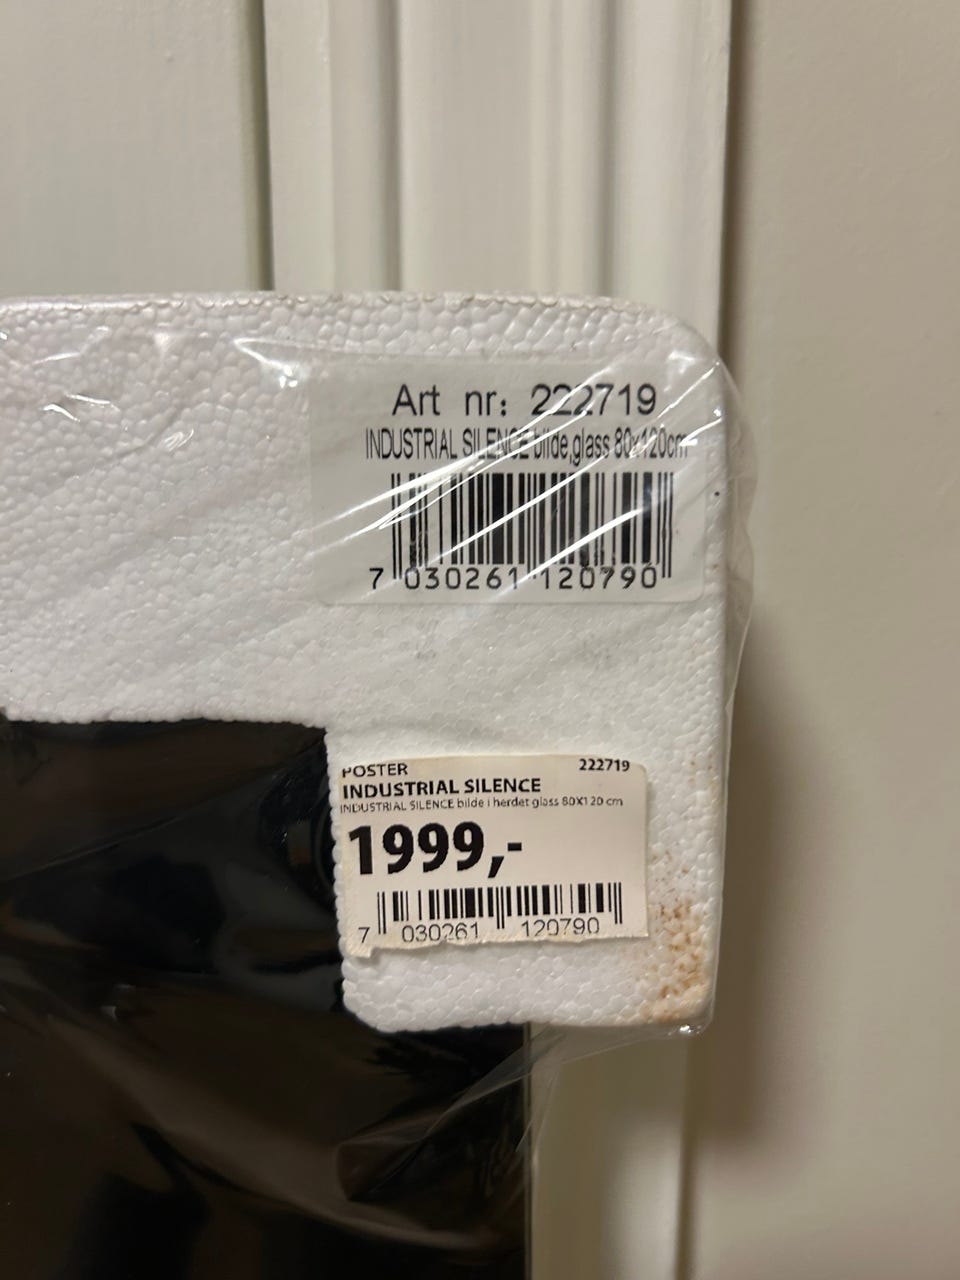 Art nr: 222719
INDUSTRIAL SILENCE bilde,glass 80x120cm
7 030261 120790
POSTER 222719
INDUSTRIAL SILENCE
INDUSTRIAL SILENCE bilde i herdet glass 80X120 cm
1999,-
7 030261 120790